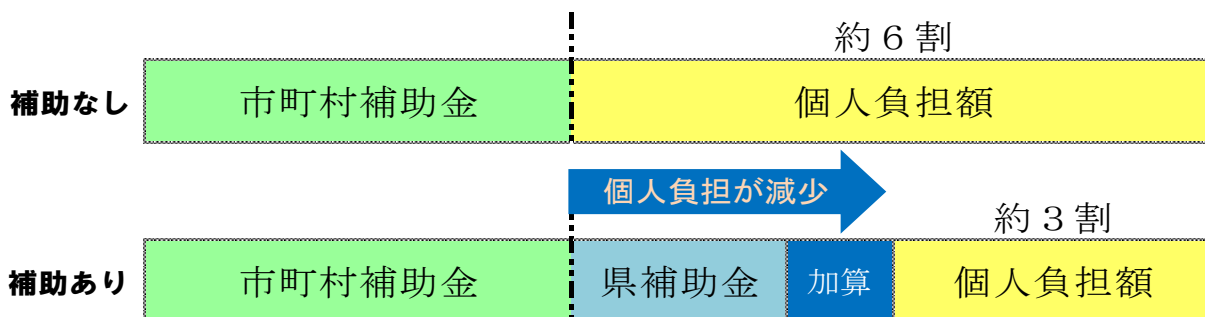 約６割
補助なし
市町村補助金
個人負担額
個人負担が減少
約３割
補助あり
市町村補助金
県補助金
加算
個人負担額